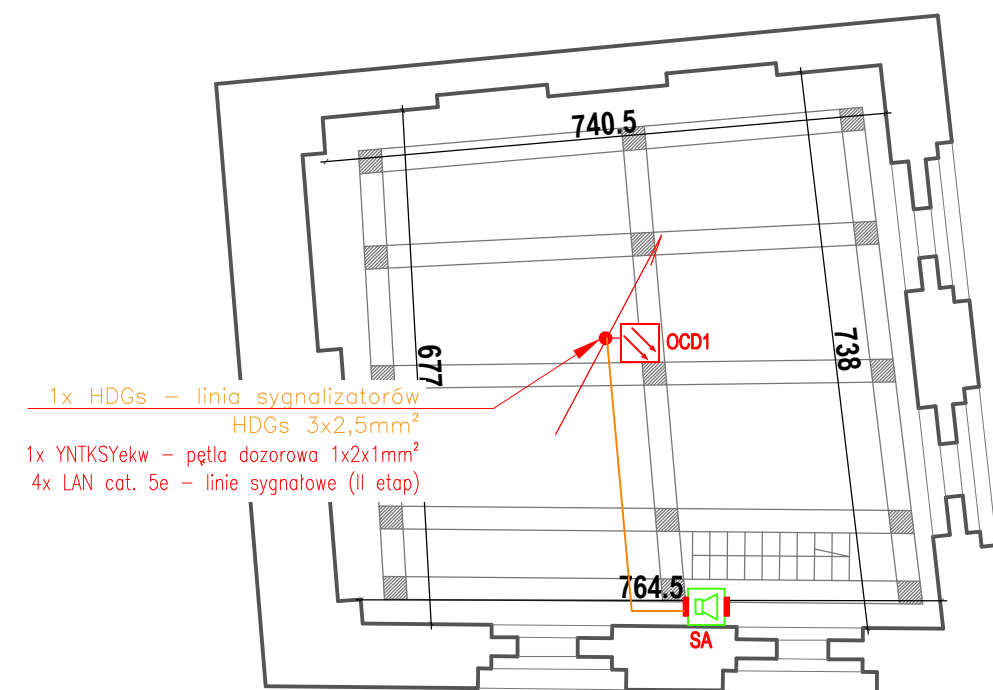 740.5
OCD1
738
677
1x HDGs – linia sygnalizatorów
HDGs 3x2,5mm²
1x YNTKSYekw – pętla dozorowa 1x2x1mm²
4x LAN cat. 5e – linie sygnałowe (II etap)
764.5
SA